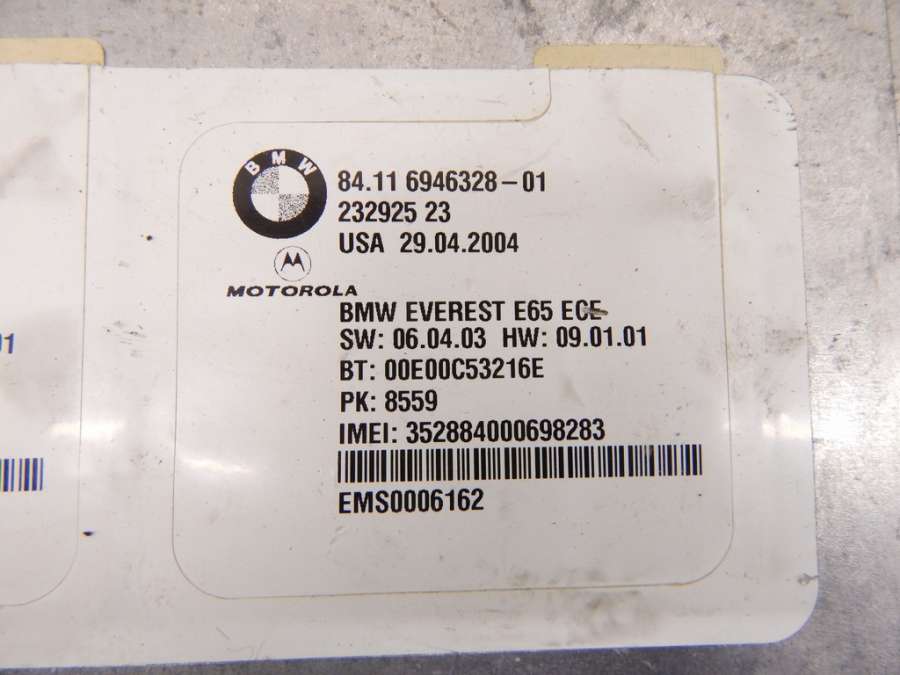 BMW
84.11 6946328-01
232925 23
USA 29.04.2004
MOTOROLA
BMW EVEREST E65 ECE
SW: 06.04.03 HW: 09.01.01
BT: 00E00C53216E
PK: 8559
IMEI: 352884000698283
EMS0006162